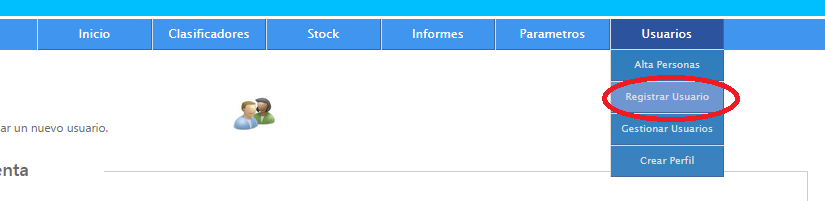 Inicio Clasificadores Stock Informes Parametros Usuarios
Alta Personas
Registrar Usuario
ar un nuevo usuario.
Gestionar Usuarios
Crear Perfil
enta